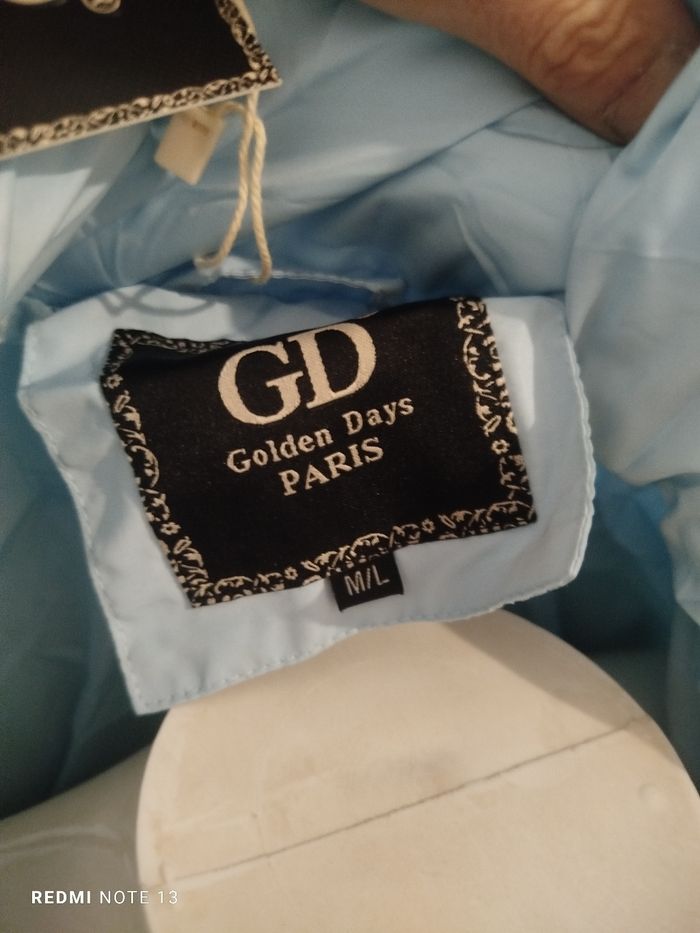 GD
Golden Days
PARIS
M/L
REDMI NOTE 13